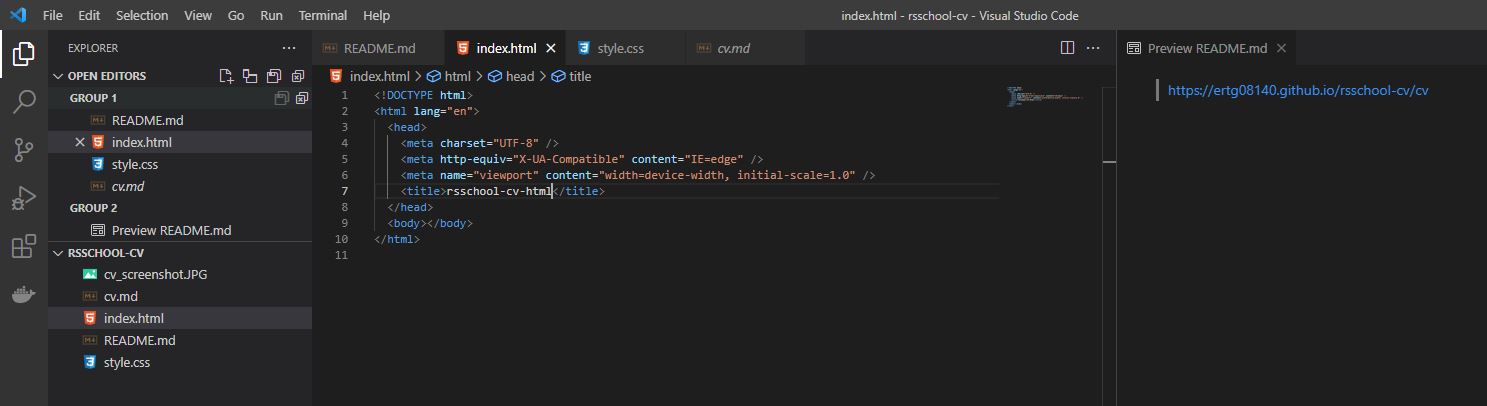 File Edit Selection View Go Run Terminal Help index.html - rsschool-cv - Visual Studio Code
EXPLORER
OPEN EDITORS
GROUP 1
README.md
index.html
style.css
cv.md
GROUP 2
Preview README.md
RSSCHOOL-CV
cv_screenshot.JPG
cv.md
index.html
README.md
style.css
README.md index.html style.css cv.md
index.html > html > head > title
1 <!DOCTYPE html>
2 <html lang="en">
3 <head>
4 <meta charset="UTF-8" />
5 <meta http-equiv="X-UA-Compatible" content="IE=edge" />
6 <meta name="viewport" content="width=device-width, initial-scale=1.0" />
7 <title>rsschool-cv-html</title>
8 </head>
9 <body></body>
10 </html>
11
Preview README.md
https://ertg08140.github.io/rsschool-cv/cv